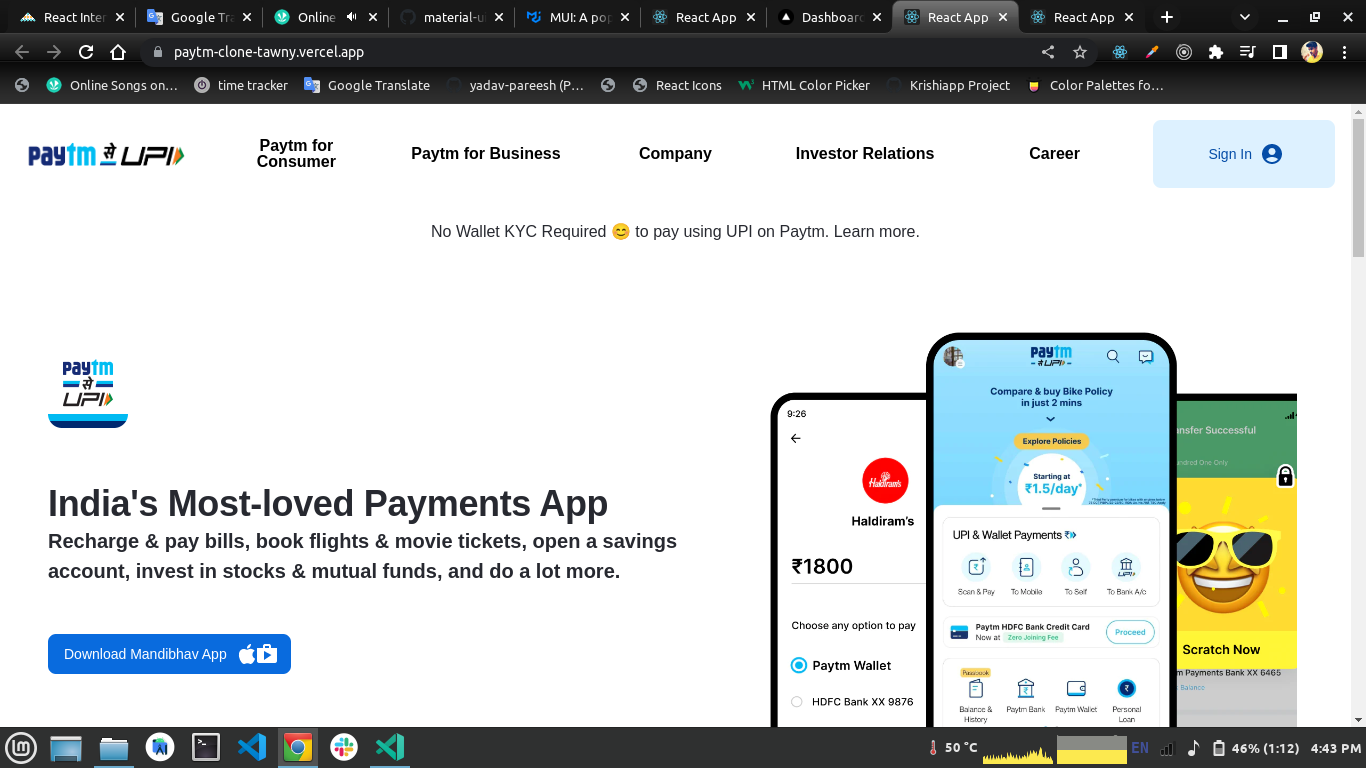 React Inter
Google Tra
Online
material-ui
MUI: A pop
React App
Dashboard
React App
React App
paytm-clone-tawny.vercel.app
Online Songs on…
time tracker
Google Translate
yadav-pareesh (P…
React Icons
HTML Color Picker
Krishiapp Project
Color Palettes fo…
paytm से UPI
Paytm for
Consumer
Paytm for Business
Company
Investor Relations
Career
Sign In
No Wallet KYC Required 😊 to pay using UPI on Paytm. Learn more.
paytm
से
UPI
India's Most-loved Payments App
Recharge & pay bills, book flights & movie tickets, open a savings
account, invest in stocks & mutual funds, and do a lot more.
Download Mandibhav App
9:26
Haldiram's
Haldiram's
₹1800
Choose any option to pay
Paytm Wallet
HDFC Bank XX 9876
paytm
से UPI
Compare & buy Bike Policy
in just 2 mins
Explore Policies
Starting at
₹1.5/day*
UPI & Wallet Payments
Scan & Pay
To Mobile
To Self
To Bank A/c
Paytm HDFC Bank Credit Card
Now at Zero Joining Fee
Proceed
Passbook
Balance &
History
Paytm Bank
Paytm Wallet
Personal
Loan
ansfer Successful
undred One Only
Scratch Now
m Payments Bank XX 6465
Balance
50 °C
EN
46% (1:12)
4:43 PM